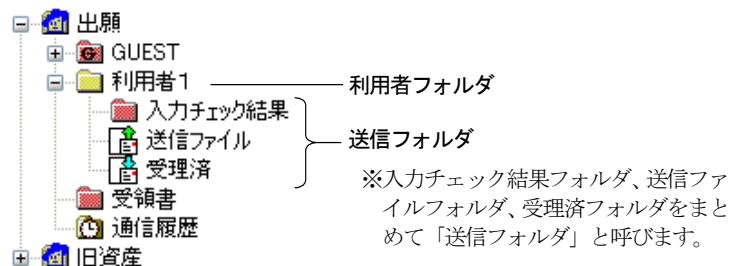 出願
GUEST
利用者1 利用者フォルダ
入力チェック結果
送信ファイル 送信フォルダ
受理済
※入力チェック結果フォルダ、送信ファ
イルフォルダ、受理済フォルダをまと
めて「送信フォルダ」と呼びます。
受領書
通信履歴
旧資産